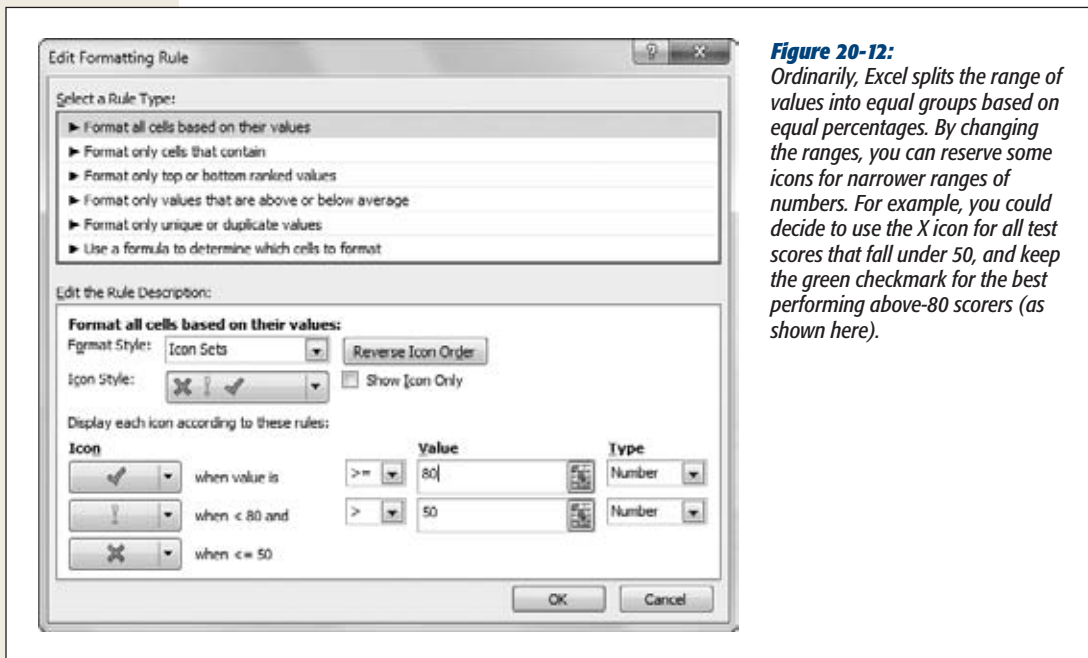 Edit Formatting Rule
Select a Rule Type:
► Format all cells based on their values
► Format only cells that contain
► Format only top or bottom ranked values
► Format only values that are above or below average
► Format only unique or duplicate values
► Use a formula to determine which cells to format
Edit the Rule Description:
Format all cells based on their values:
Format Style: Icon Sets Reverse Icon Order
Icon Style: Show Icon Only
Display each icon according to these rules:
Icon Value Type
when value is >= 80 Number
when < 80 and > 50 Number
when <= 50
OK Cancel
Figure 20-12:
Ordinarily, Excel splits the range of
values into equal groups based on
equal percentages. By changing
the ranges, you can reserve some
icons for narrower ranges of
numbers. For example, you could
decide to use the X icon for all test
scores that fall under 50, and keep
the green checkmark for the best
performing above-80 scorers (as
shown here).